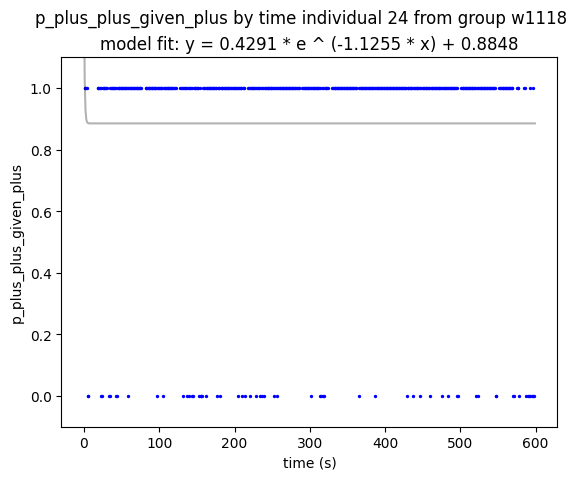 p_plus_plus_given_plus by time individual 24 from group w1118
model fit: y = 0.4291 * e ^ (-1.1255 * x) + 0.8848
1.0
0.8
0.6
0.4
0.2
0.0
p_plus_plus_given_plus
0 100 200 300 400 500 600
time (s)